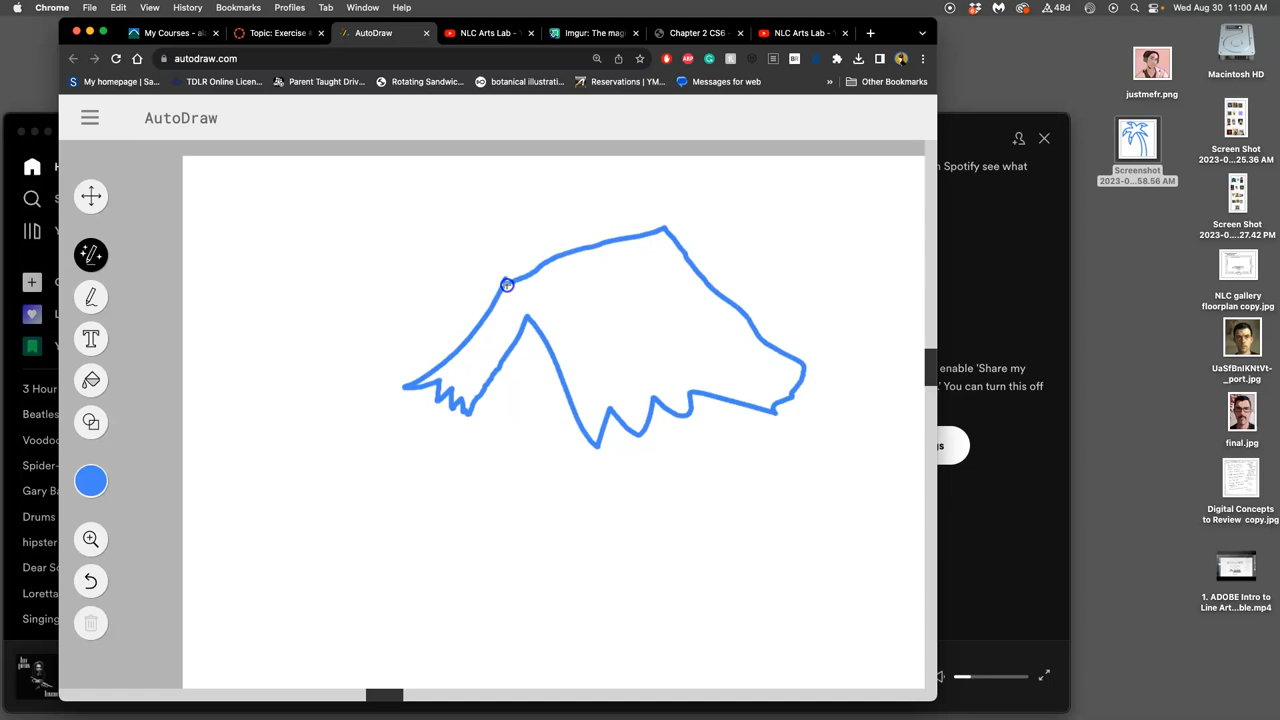 Chrome File Edit View History Bookmarks Profiles Tab Window Help 48d Wed Aug 30 11:00 AM
My Courses - al Topic: Exercise & AutoDraw NLC Arts Lab - Y Imgur: The mag Chapter 2 CS6 - NLC Arts Lab - Y
autodraw.com
My homepage | Sa... TDLR Online Licen... Parent Taught Driv... Rotating Swardbac... botanical illustrati... Reservations | YM... Messages for web » Other Bookmarks
AutoDraw
n Spotify see what
3 Hour
Beatles
Voodoo
Spider-
Gary Ba
Drums
hipster
Dear So
Loretta
Singing
enable 'Share my
You can turn this off
gs
justmefr.png
Screenshot
2023-0...58.56 AM
Macintosh HD
Screen Shot
2023-0...25.36 AM
Screen Shot
2023-0....27.42 PM
NLC gallery
floorplan copy.jpg
UaSfBnIKNtVt-
_port.jpg
final.jpg
Digital Concepts
to Review copy.jpg
1. ADOBE Intro to
Line Art...ble.mp4